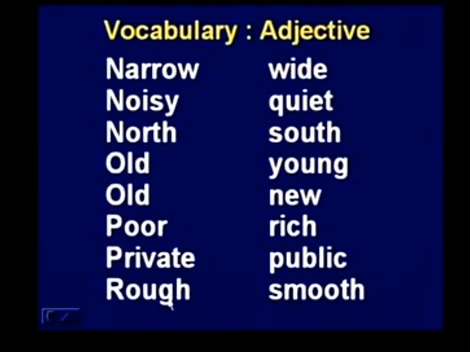 Vocabulary : Adjective
Narrow wide
Noisy quiet
North south
Old young
Old new
Poor rich
Private public
Rough smooth